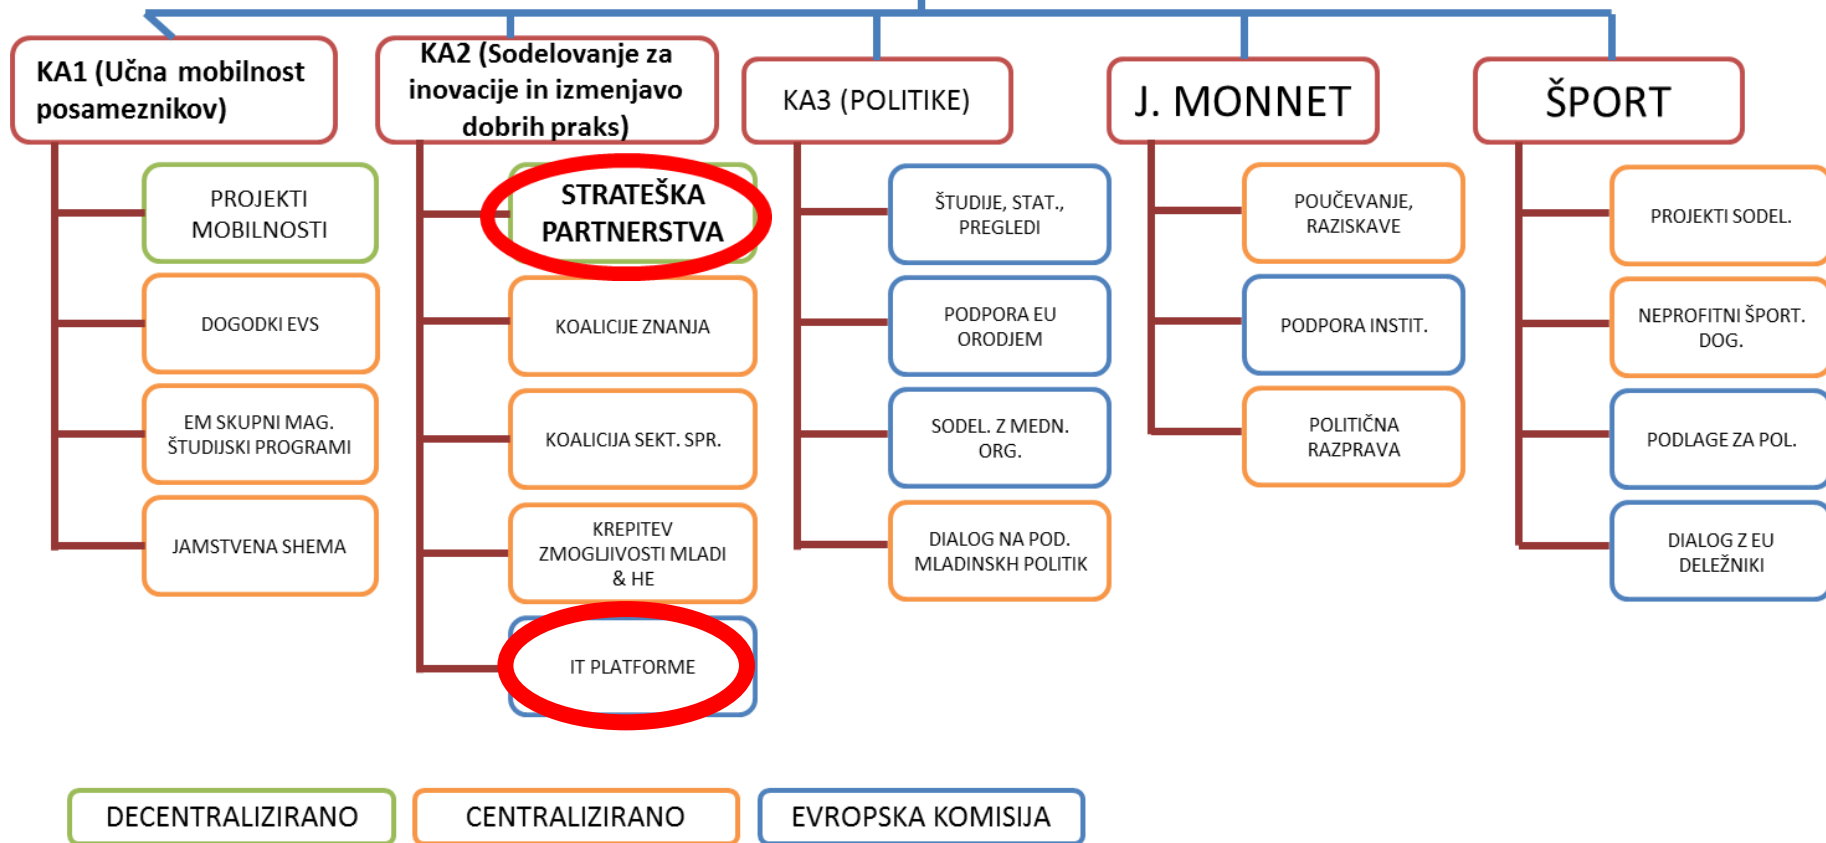 KA1 (Učna mobilnost
posameznikov)
PROJEKTI
MOBILNOSTI
DOGODKI EVS
EM SKUPNI MAG.
ŠTUDIJSKI PROGRAMI
JAMSTVENA SHEMA
KA2 (Sodelovanje za
inovacije in izmenjavo
dobrih praks)
STRATEŠKA
PARTNERSTVA
KOALICIJE ZNANJA
KOALICIJA SEKT. SPR.
KREPITEV
ZMOGLJIVOSTI MLADI
& HE
IT PLATFORME
KA3 (POLITIKE)
ŠTUDIJE, STAT.,
PREGLEDI
PODPORA EU
ORODJEM
SODEL. Z MEDN.
ORG.
DIALOG NA POD.
MLADINSKH POLITIK
J. MONNET
POUČEVANJE,
RAZISKAVE
PODPORA INSTIT.
POLITIČNA
RAZPRAVA
ŠPORT
PROJEKTI SODEL.
NEPROFITNI ŠPORT.
DOG.
PODLAGE ZA POL.
DIALOG Z EU
DELEŽNIKI
DECENTRALIZIRANO
CENTRALIZIRANO
EVROPSKA KOMISIJA